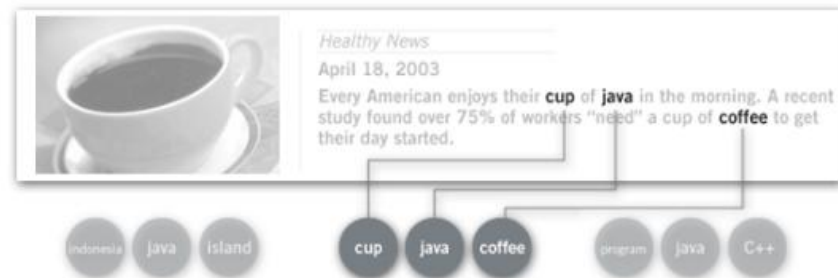 Healthy News
April 18, 2003
Every American enjoys their cup of java in the morning. A recent
study found over 75% of workers “need” a cup of coffee to get
their day started.
indonesia java island cup java coffee program java C++